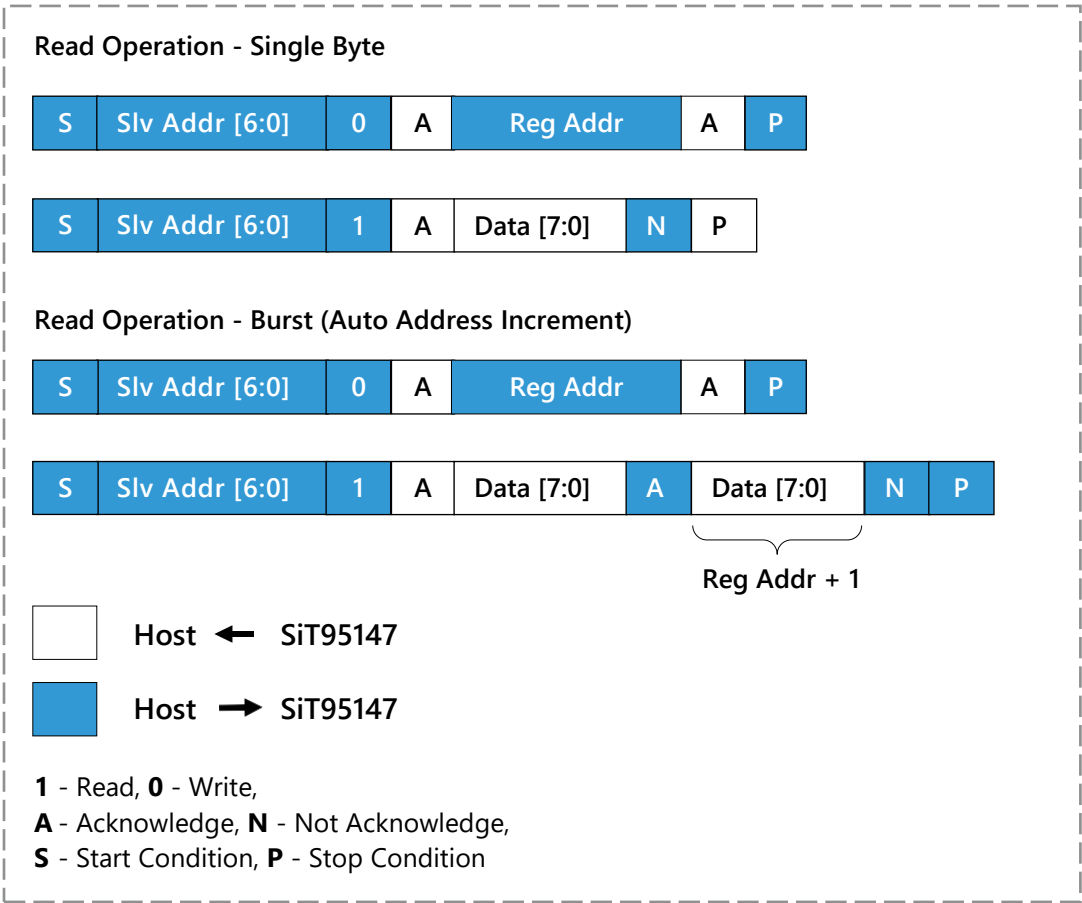 Read Operation - Single Byte
S Slv Addr [6:0] 0 A Reg Addr A P
S Slv Addr [6:0] 1 A Data [7:0] N P
Read Operation - Burst (Auto Address Increment)
S Slv Addr [6:0] 0 A Reg Addr A P
S Slv Addr [6:0] 1 A Data [7:0] A Data [7:0] N P
Reg Addr + 1
Host ← SiT95147
Host → SiT95147
1 - Read, 0 - Write,
A - Acknowledge, N - Not Acknowledge,
S - Start Condition, P - Stop Condition